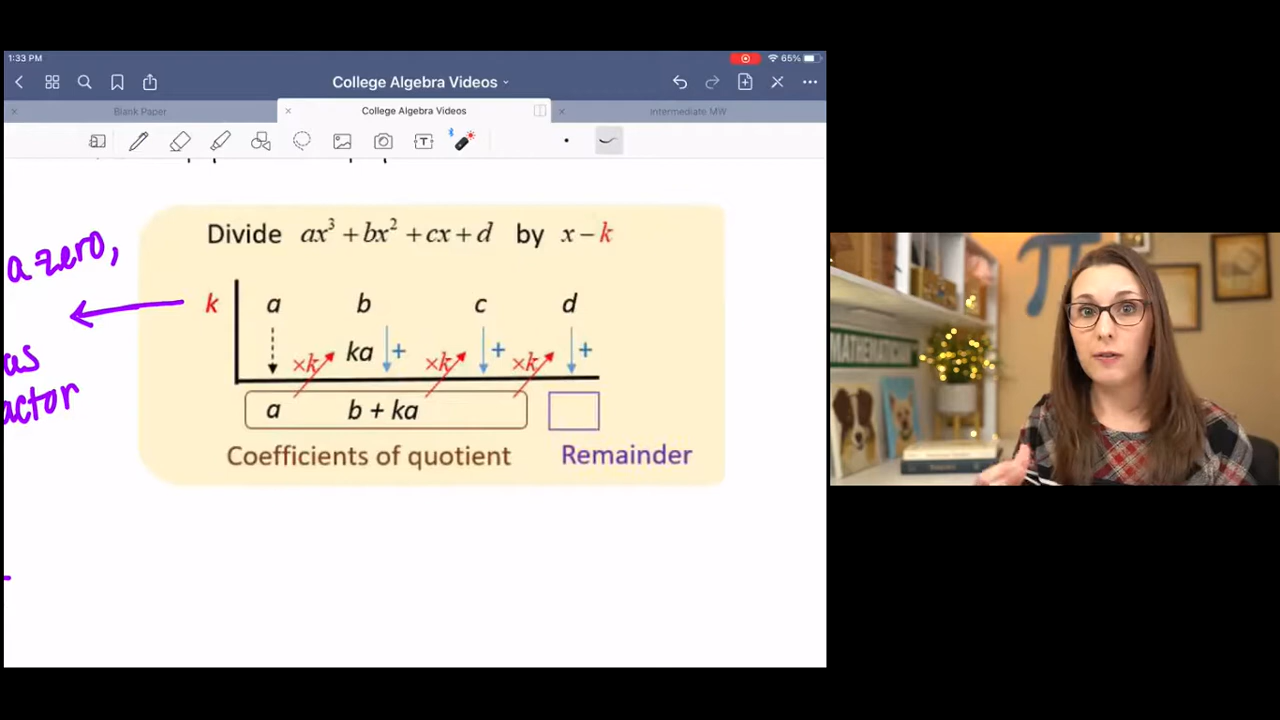 1:33 PM
65%
College Algebra Videos
Blank Paper
College Algebra Videos
Intermediate MW
T
a zero,
as
actor
Divide ax³ + bx² + cx + d by x − k
k a b c d
×k ka + ×k + ×k +
a b + ka
Coefficients of quotient Remainder
MATHEMATICIAN